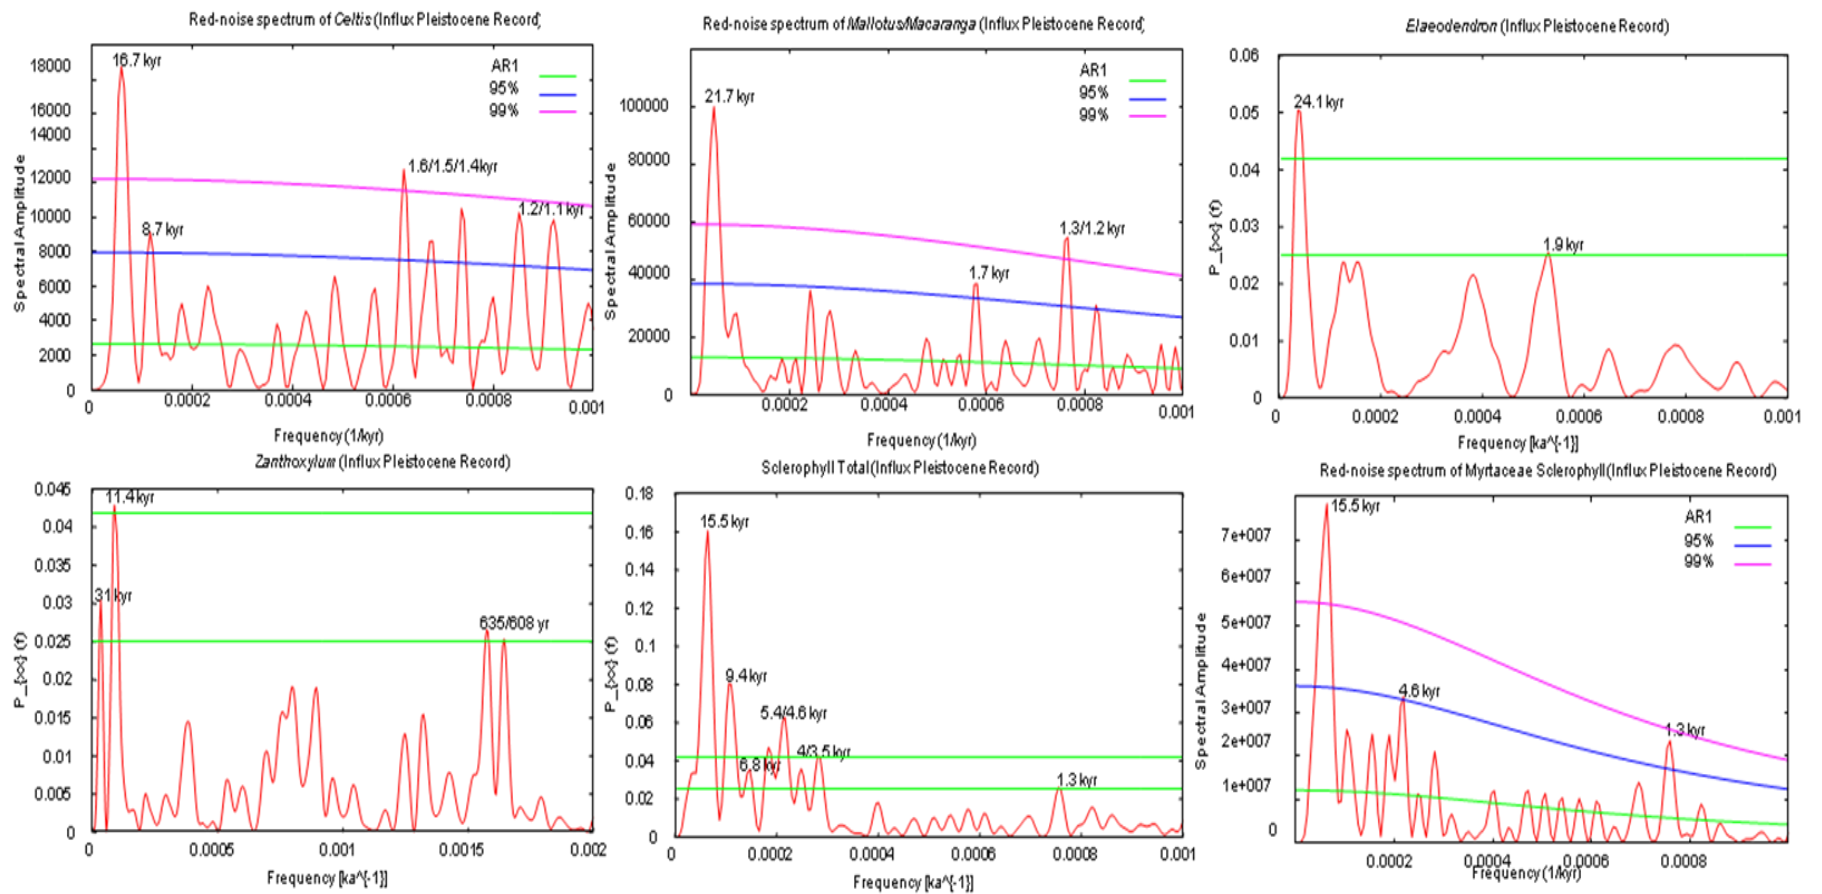 Red-noise spectrum of Celtis (Influx Pleistocene Record)
18000
16000
14000
12000
10000
8000
6000
4000
2000
0
Spectral Amplitude
16.7 kyr
8.7 kyr
1.6/1.5/1.4kyr
1.2/1.1 kyr
AR1
95%
99%
0 0.0002 0.0004 0.0006 0.0008 0.001
Frequency (1/kyr)
Red-noise spectrum of Mallotus/Macaranga (Influx Pleistocene Record)
100000
80000
60000
40000
20000
0
Spectral Amplitude
21.7 kyr
1.7 kyr
1.3/1.2 kyr
AR1
95%
99%
0.0002 0.0004 0.0006 0.0008 0.001
Frequency (1/kyr)
Elaeodendron (Influx Pleistocene Record)
0.06
0.05
0.04
0.03
0.02
0.01
0
P_{xx} (f)
24.1 kyr
1.9 kyr
0 0.0002 0.0004 0.0006 0.0008 0.001
Frequency [ka^{-1}]
Zanthoxylum (Influx Pleistocene Record)
0.045
0.04
0.035
0.03
0.025
0.02
0.015
0.01
0.005
0
P_{xx} (f)
11.4 kyr
31 kyr
635/608 yr
0 0.0005 0.001 0.0015 0.002
Frequency [ka^{-1}]
Sclerophyll Total (Influx Pleistocene Record)
0.18
0.16
0.14
0.12
0.1
0.08
0.06
0.04
0.02
0
P_{xx} (f)
15.5 kyr
9.4 kyr
5.4/4.6 kyr
6.8 kyr
4/3.5 kyr
1.3 kyr
0 0.0002 0.0004 0.0006 0.0008 0.001
Frequency [ka^{-1}]
Red-noise spectrum of Myrtaceae Sclerophyll (Influx Pleistocene Record)
7e+007
6e+007
5e+007
4e+007
3e+007
2e+007
1e+007
0
Spectral Amplitude
15.5 kyr
4.6 kyr
1.3 kyr
AR1
95%
99%
0.0002 0.0004 0.0006 0.0008
Frequency (1/kyr)